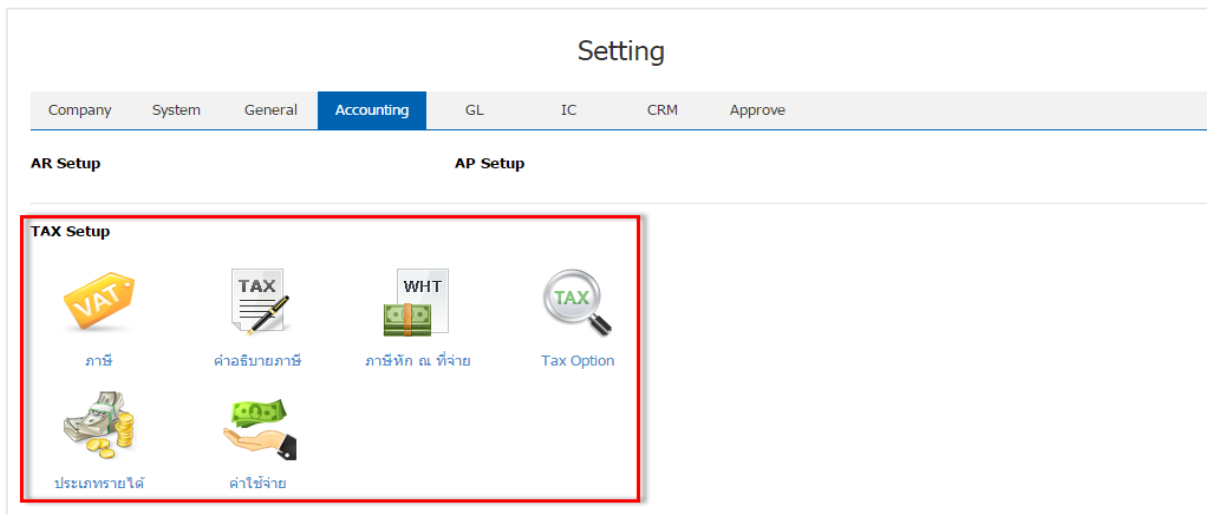 Setting
Company System General Accounting GL IC CRM Approve
AR Setup AP Setup
TAX Setup
VAT TAX WHT TAX
ภาษี คำอธิบายภาษี ภาษีหัก ณ ที่จ่าย Tax Option
ประเภทรายได้ ค่าใช้จ่าย